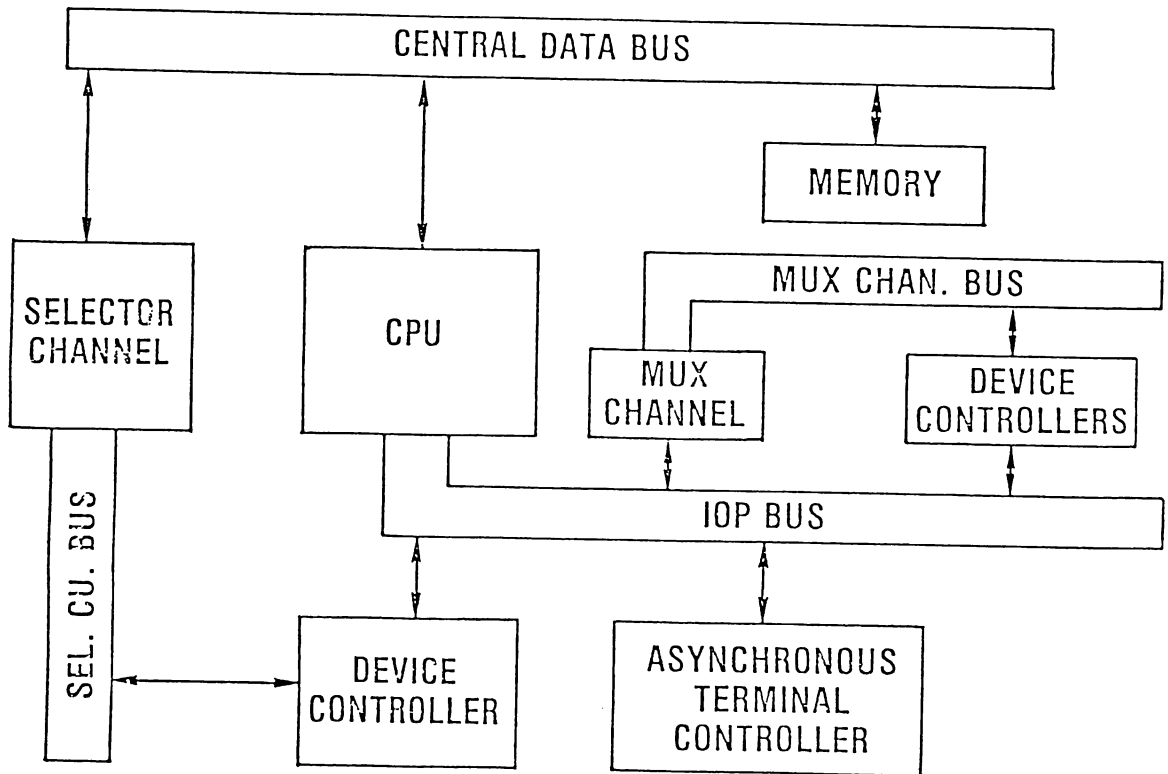 CENTRAL DATA BUS
MEMORY
SELECTOR
CHANNEL
CPU
MUX CHAN. BUS
MUX
CHANNEL
DEVICE
CONTROLLERS
IOP BUS
SEL. CU. BUS
DEVICE
CONTROLLER
ASYNCHRONOUS
TERMINAL
CONTROLLER